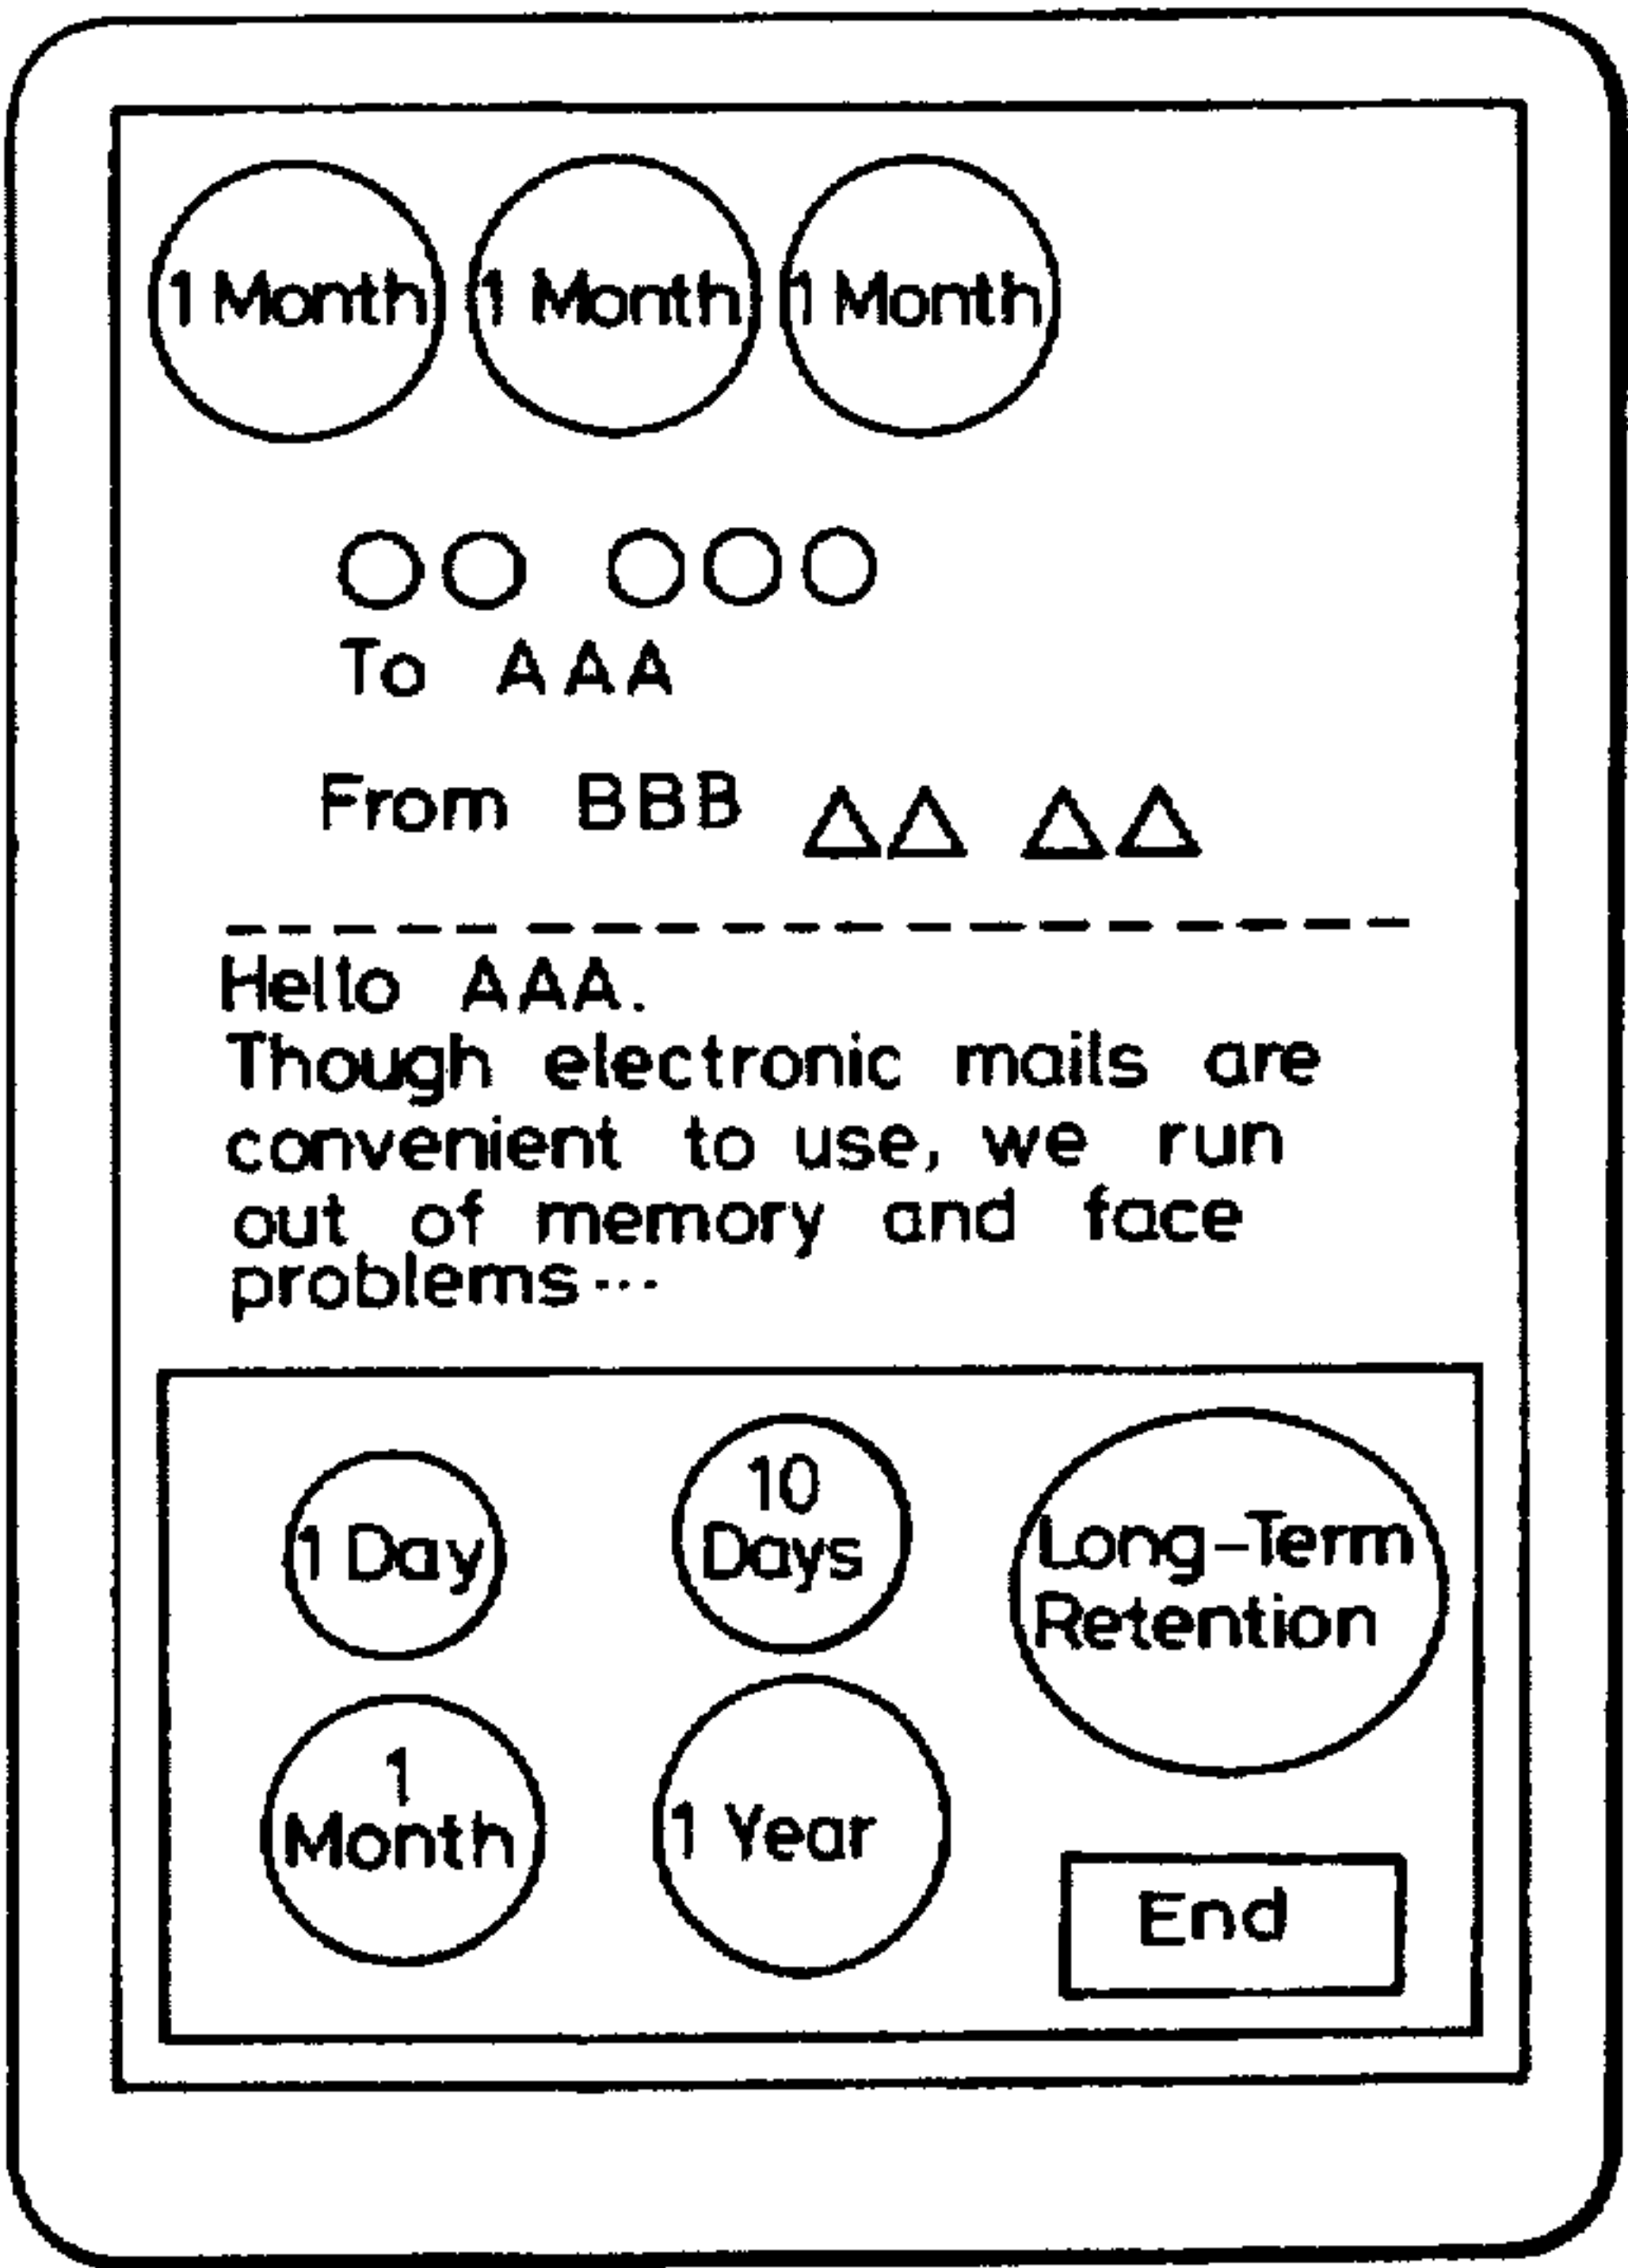 1 Month 1 Month 1 Month
○○ ○○○
To AAA
From BBB △△ △△
Hello AAA.
Though electronic mails are
convenient to use, we run
out of memory and face
problems···
1 Day
10
Days
Long-Term
Retention
1
Month
1 Year
End